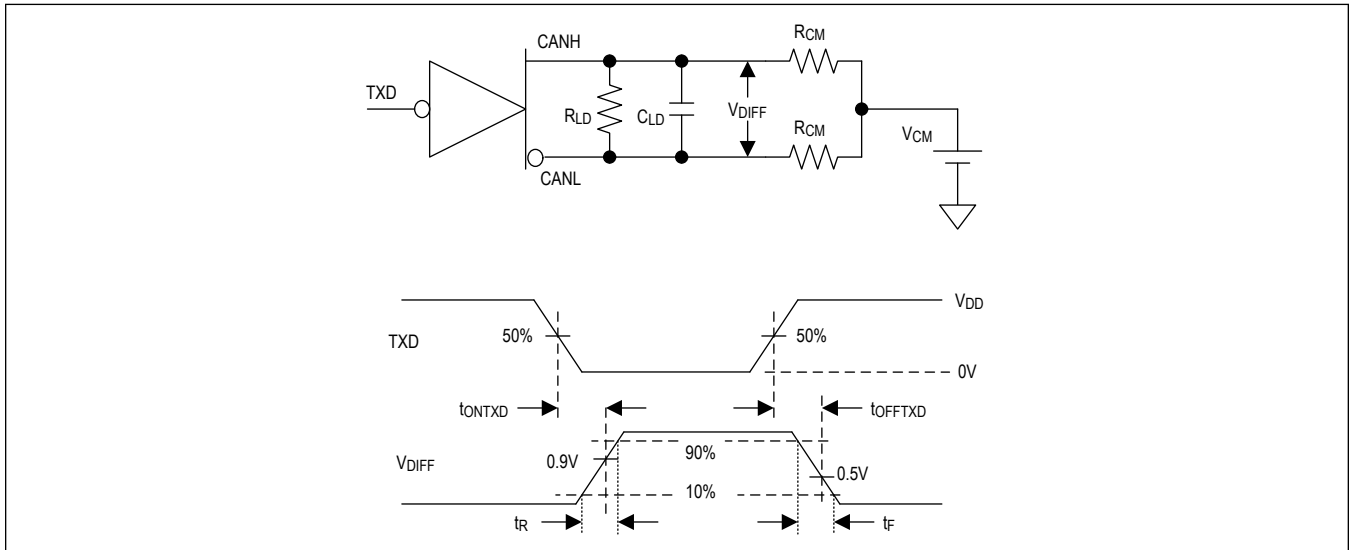 CANH
RCM
TXD
RLD
CLD
VDIFF
RCM
VCM
CANL
VDD
TXD
50%
50%
0V
tONTXD
tOFFTXD
90%
VDIFF
0.9V
0.5V
10%
tR
tF